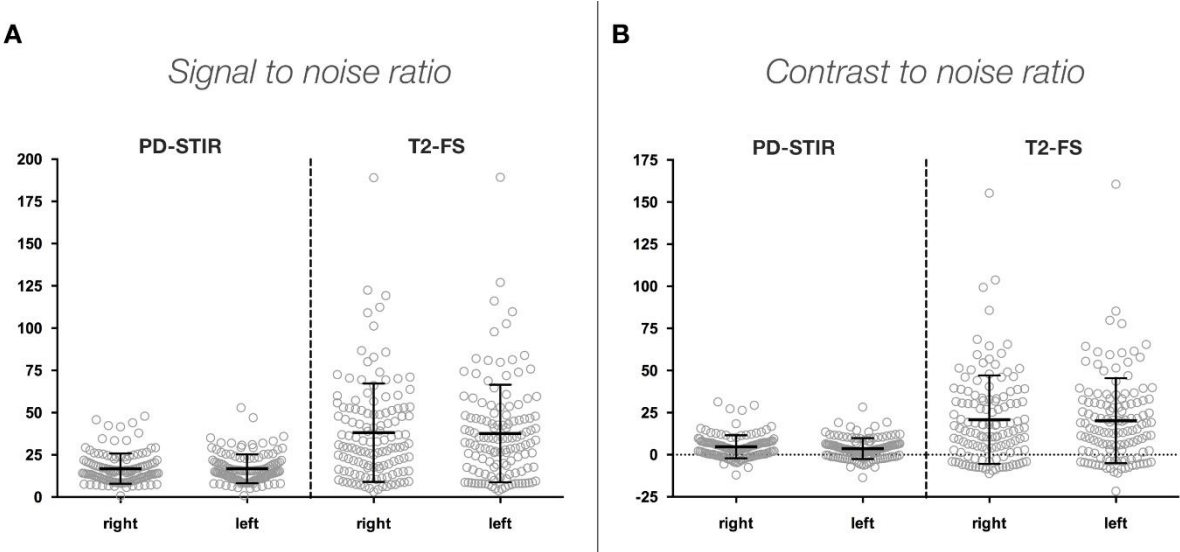 A
Signal to noise ratio
PD-STIR
T2-FS
200
175
150
125
100
75
50
25
0
right
left
right
left
B
Contrast to noise ratio
PD-STIR
T2-FS
175
150
125
100
75
50
25
0
-25
right
left
right
left